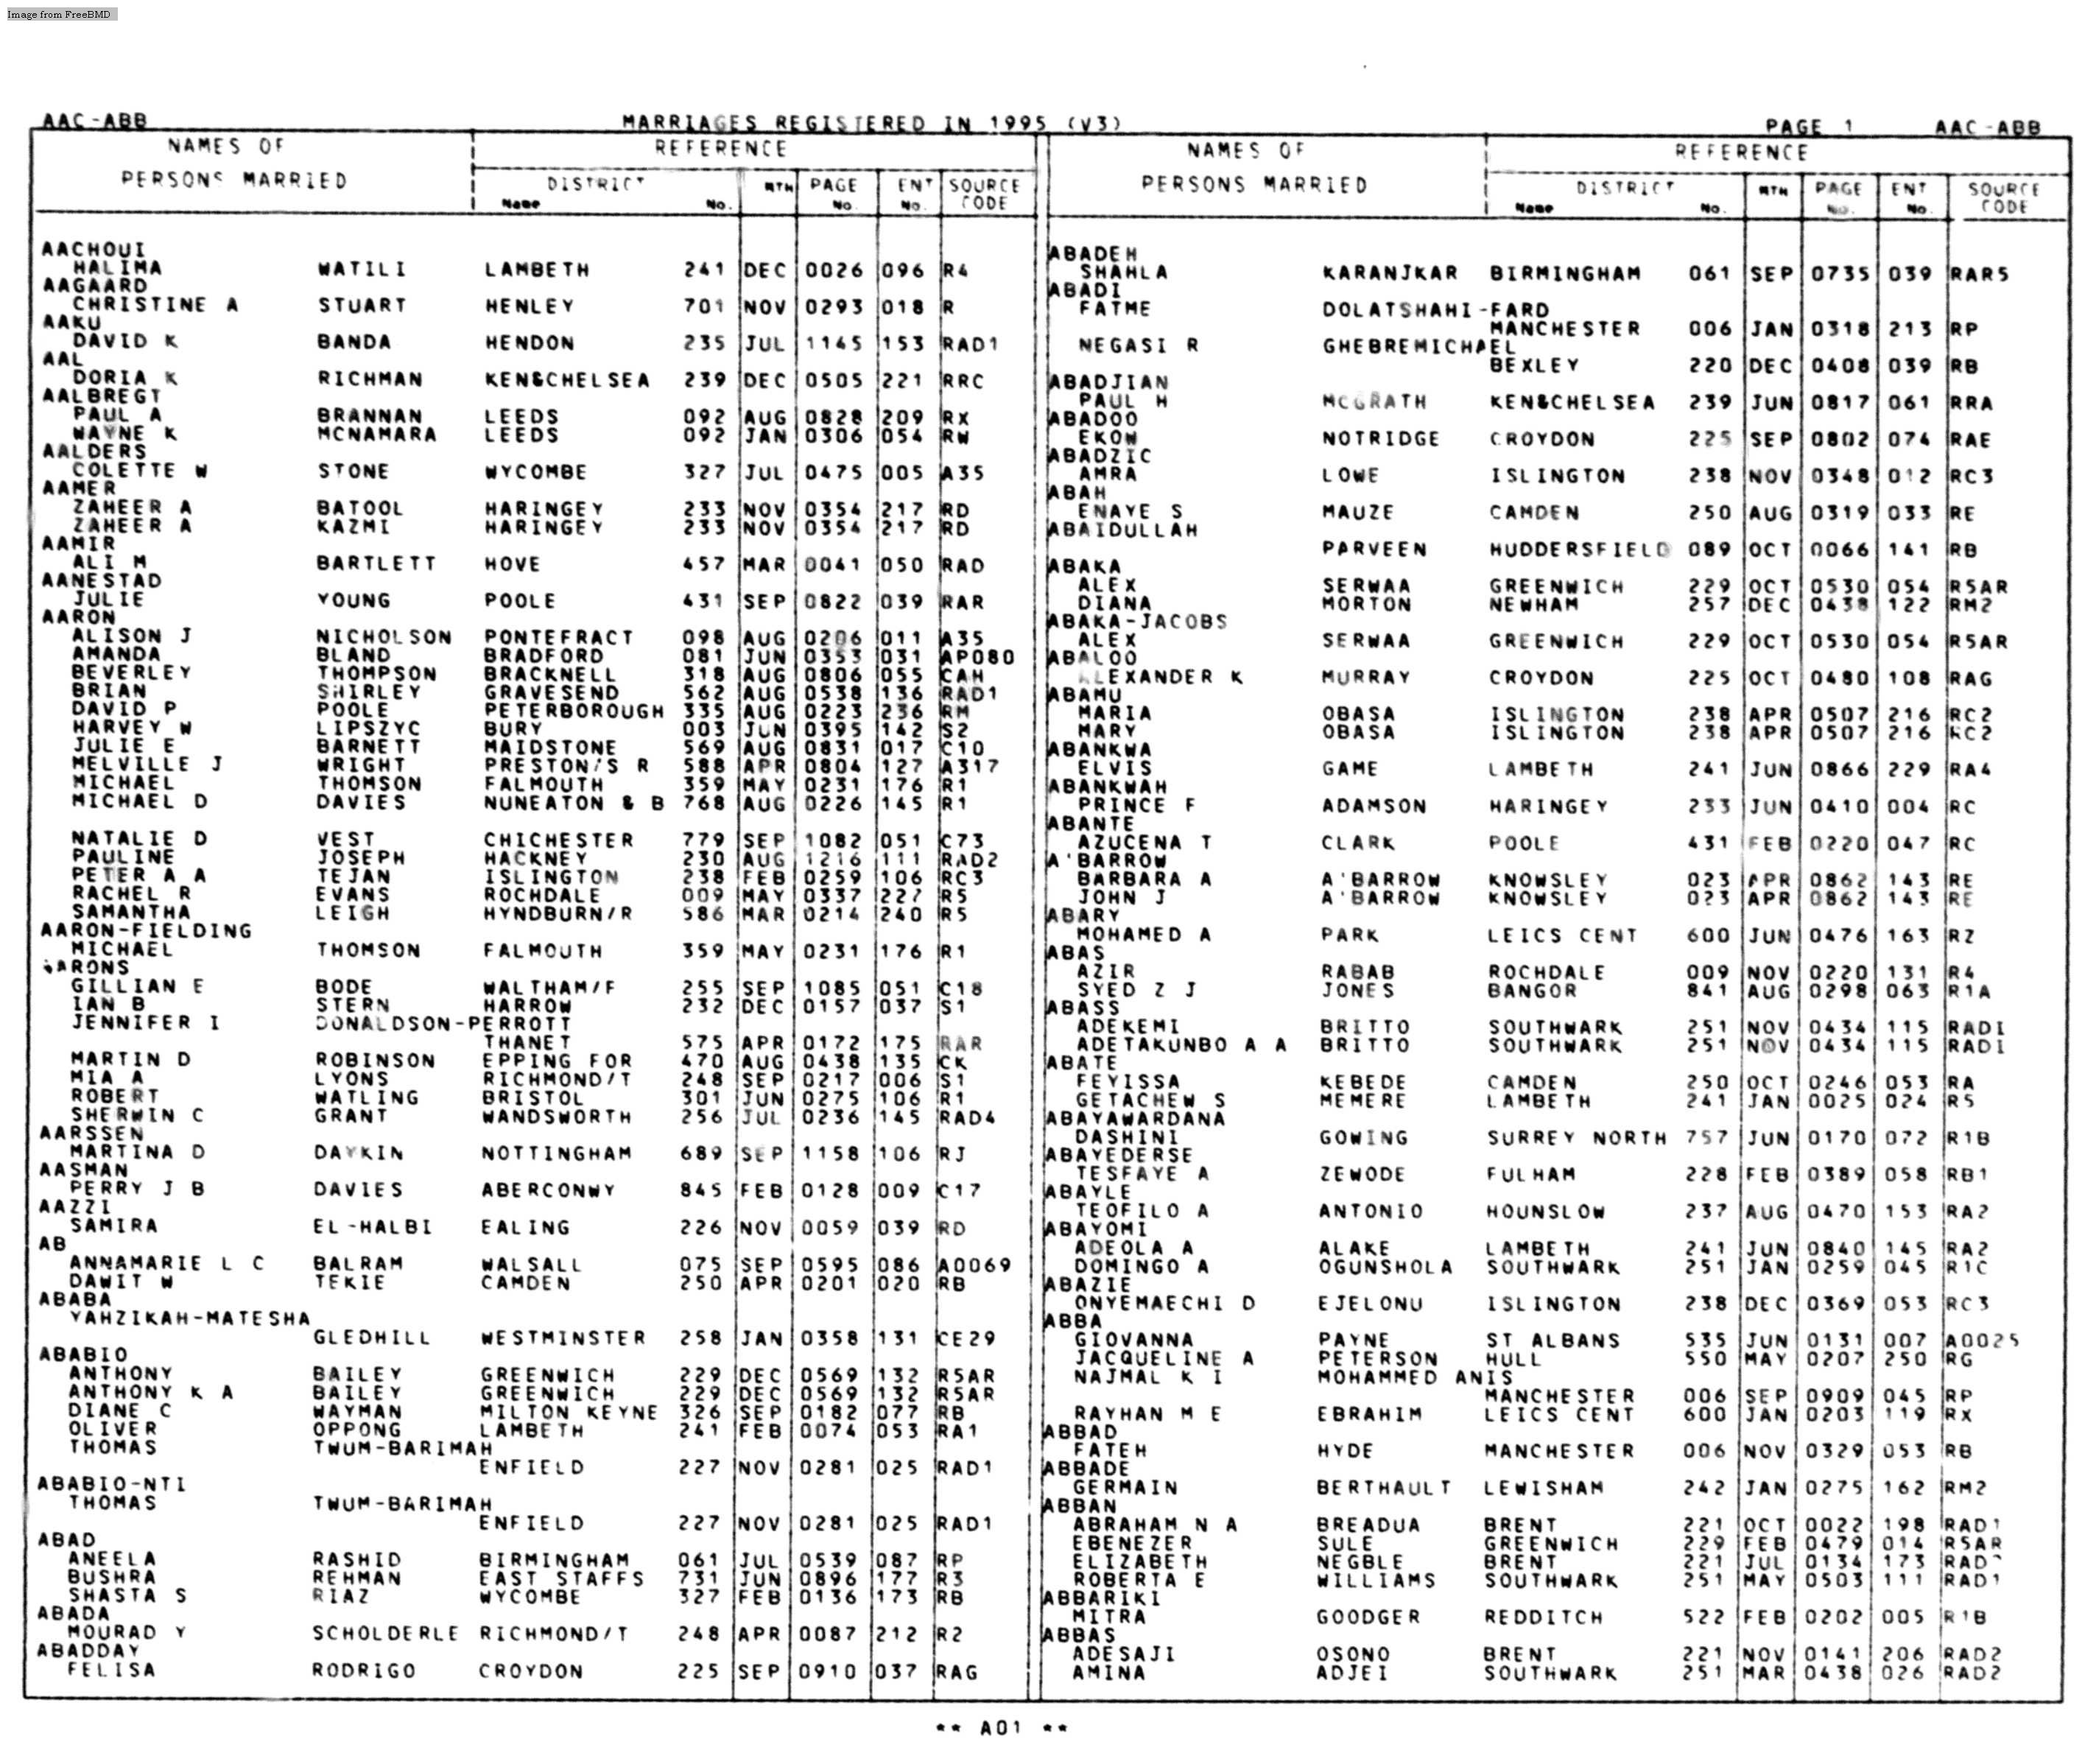 Image from FreeBMD
AAC-ABB MARRIAGES REGISTERED IN 1995 (V3) PAGE 1 AAC-ABB
NAMES OF PERSONS MARRIED REFERENCE
DISTRICT Name No. MTH PAGE No. ENT No. SOURCE CODE
AACHOUI
HALIMA WATILI LAMBETH 241 DEC 0026 096 R4
AAGAARD
CHRISTINE A STUART HENLEY 701 NOV 0293 018 R
AAKU
DAVID K BANDA HENDON 235 JUL 1145 153 RAD1
AAL
DORIA K RICHMAN KEN&CHELSEA 239 DEC 0505 221 RRC
AALBREGT
PAUL A BRANNAN LEEDS 092 AUG 0828 209 RX
WAYNE K MCNAMARA LEEDS 092 JAN 0306 054 RW
AALDERS
COLETTE W STONE WYCOMBE 327 JUL 0475 005 A35
AAMER
ZAHEER A BATOOL HARINGEY 233 NOV 0354 217 RD
ZAHEER A KAZMI HARINGEY 233 NOV 0354 217 RD
AAMIR
ALI M BARTLETT HOVE 457 MAR 0041 050 RAD
AANESTAD
JULIE YOUNG POOLE 431 SEP 0822 039 RAR
AARON
ALISON J NICHOLSON PONTEFRACT 098 AUG 0206 011 A35
AMANDA BLAND BRADFORD 081 JUN 0353 031 AP080
BEVERLEY THOMPSON BRACKNELL 318 AUG 0806 055 CAH
BRIAN SHIRLEY GRAVESEND 562 AUG 0538 136 RAD1
DAVID P POOLE PETERBOROUGH 335 AUG 0223 236 RM
HARVEY W LIPSZYC BURY 003 JUN 0395 142 S2
JULIE E BARNETT MAIDSTONE 569 AUG 0831 017 C10
MELVILLE J WRIGHT PRESTON/S R 588 APR 0804 127 A317
MICHAEL THOMSON FALMOUTH 359 MAY 0231 176 R1
MICHAEL D DAVIES NUNEATON & B 768 AUG 0226 145 R1
NATALIE D VEST CHICHESTER 779 SEP 1082 051 C73
PAULINE JOSEPH HACKNEY 230 AUG 1216 111 RAD2
PETER A A TEJAN ISLINGTON 238 FEB 0259 106 RC3
RACHEL R EVANS ROCHDALE 009 MAY 0337 227 R5
SAMANTHA LEIGH HYNDBURN/R 586 MAR 0214 240 R5
AARON-FIELDING
MICHAEL THOMSON FALMOUTH 359 MAY 0231 176 R1
AARONS
GILLIAN E BODE WALTHAM/F 255 SEP 1085 051 C18
IAN B STERN HARROW 232 DEC 0157 037 S1
JENNIFER I DONALDSON-PERROTT
THANET 575 APR 0172 175 RAR
MARTIN D ROBINSON EPPING FOR 470 AUG 0438 135 CK
MIA A LYONS RICHMOND/T 248 SEP 0217 006 S1
ROBERT WATLING BRISTOL 301 JUN 0275 106 R1
SHERWIN C GRANT WANDSWORTH 256 JUL 0236 145 RAD4
AARSSEN
MARTINA D DAYKIN NOTTINGHAM 689 SEP 1158 106 RJ
AASMAN
PERRY J B DAVIES ABERCONWY 845 FEB 0128 009 C17
AAZZI
SAMIRA EL-HALBI EALING 226 NOV 0059 039 RD
AB
ANNAMARIE L C BALRAM WALSALL 075 SEP 0595 086 A0069
DAWIT W TEKIE CAMDEN 250 APR 0201 020 RB
ABABA
YAHZIKAH-MATESHA
GLEDHILL WESTMINSTER 258 JAN 0358 131 CE29
ABABIO
ANTHONY BAILEY GREENWICH 229 DEC 0569 132 R5AR
ANTHONY K A BAILEY GREENWICH 229 DEC 0569 132 R5AR
DIANE C WAYMAN MILTON KEYNE 326 SEP 0182 077 RB
OLIVER OPPONG LAMBETH 241 FEB 0074 053 RA1
THOMAS TWUM-BARIMAH
ENFIELD 227 NOV 0281 025 RAD1
ABABIO-NTI
THOMAS TWUM-BARIMAH
ENFIELD 227 NOV 0281 025 RAD1
ABAD
ANEELA RASHID BIRMINGHAM 061 JUL 0539 087 RP
BUSHRA REHMAN EAST STAFFS 731 JUN 0896 177 R3
SHASTA S RIAZ WYCOMBE 327 FEB 0136 173 RB
ABADA
MOURAD Y SCHOLDERLE RICHMOND/T 248 APR 0087 212 R2
ABADDAY
FELISA RODRIGO CROYDON 225 SEP 0910 037 RAG
NAMES OF PERSONS MARRIED REFERENCE
DISTRICT Name No. MTH PAGE No. ENT No. SOURCE CODE
ABADEH
SHAHLA KARANJKAR BIRMINGHAM 061 SEP 0735 039 RAR5
ABADI
FATME DOLATSHAHI-FARD
MANCHESTER 006 JAN 0318 213 RP
NEGASI R GHEBREMICHAEL
BEXLEY 220 DEC 0408 039 RB
ABADJIAN
PAUL H MCGRATH KEN&CHELSEA 239 JUN 0817 061 RRA
ABADOO
EKOW NOTRIDGE CROYDON 225 SEP 0802 074 RAE
ABADZIC
AMRA LOWE ISLINGTON 238 NOV 0348 012 RC3
ABAH
ENAYE S MAUZE CAMDEN 250 AUG 0319 033 RE
ABAIDULLAH
PARVEEN HUDDERSFIELD 089 OCT 0066 141 RB
ABAKA
ALEX SERWAA GREENWICH 229 OCT 0530 054 R5AR
DIANA MORTON NEWHAM 257 DEC 0438 122 RM2
ABAKA-JACOBS
ALEX SERWAA GREENWICH 229 OCT 0530 054 R5AR
ABALOO
ALEXANDER K MURRAY CROYDON 225 OCT 0480 108 RAG
ABAMU
MARIA OBASA ISLINGTON 238 APR 0507 216 RC2
MARY OBASA ISLINGTON 238 APR 0507 216 RC2
ABANKWA
ELVIS GAME LAMBETH 241 JUN 0866 229 RA4
ABANKWAH
PRINCE F ADAMSON HARINGEY 233 JUN 0410 004 RC
ABANTE
AZUCENA T CLARK POOLE 431 FEB 0220 047 RC
A'BARROW
BARBARA A A'BARROW KNOWSLEY 023 APR 0862 143 RE
JOHN J A'BARROW KNOWSLEY 023 APR 0862 143 RE
ABARY
MOHAMED A PARK LEICS CENT 600 JUN 0476 163 RZ
ABAS
AZIR RABAB ROCHDALE 009 NOV 0220 131 R4
SYED Z J JONES BANGOR 841 AUG 0298 063 R1A
ABASS
ADEKEMI BRITTO SOUTHWARK 251 NOV 0434 115 RADI
ADETAKUNBO A A BRITTO SOUTHWARK 251 NOV 0434 115 RADI
ABATE
FEYISSA KEBEDE CAMDEN 250 OCT 0246 053 RA
GETACHEW S MEMERE LAMBETH 241 JAN 0025 024 R5
ABAYAWARDANA
DASHINI GOWING SURREY NORTH 757 JUN 0170 072 R1B
ABAYEDERSE
TESFAYE A ZEWODE FULHAM 228 FEB 0389 058 RB1
ABAYLE
TEOFILO A ANTONIO HOUNSLOW 237 AUG 0470 153 RA2
ABAYOMI
ADEOLA A ALAKE LAMBETH 241 JUN 0840 145 RA2
DOMINGO A OGUNSHOLA SOUTHWARK 251 JAN 0259 045 R1C
ABAZIE
ONYEMAECHI D EJELONU ISLINGTON 238 DEC 0369 053 RC3
ABBA
GIOVANNA PAYNE ST ALBANS 535 JUN 0131 007 A0025
JACQUELINE A PETERSON HULL 550 MAY 0207 250 RG
NAJMAL K I MOHAMMED ANIS
MANCHESTER 006 SEP 0909 045 RP
RAYHAN M E EBRAHIM LEICS CENT 600 JAN 0203 119 RX
ABBAD
FATEH HYDE MANCHESTER 006 NOV 0329 053 RB
ABBADE
GERMAIN BERTHAULT LEWISHAM 242 JAN 0275 162 RM2
ABBAN
ABRAHAM N A BREADUA BRENT 221 OCT 0022 198 RAD1
EBENEZER SULE GREENWICH 229 FEB 0479 014 R5AR
ELIZABETH NEGBLE BRENT 221 JUL 0134 173
ROBERTA E WILLIAMS SOUTHWARK 251 MAY 0503 111 RAD1
ABBARIKI
MITRA GOODGER REDDITCH 522 FEB 0202 005 R1B
ABBAS
ADESAJI OSONO BRENT 221 NOV 0141 206 RAD2
AMINA ADJEI SOUTHWARK 251 MAR 0438 026 RAD2
** A01 **